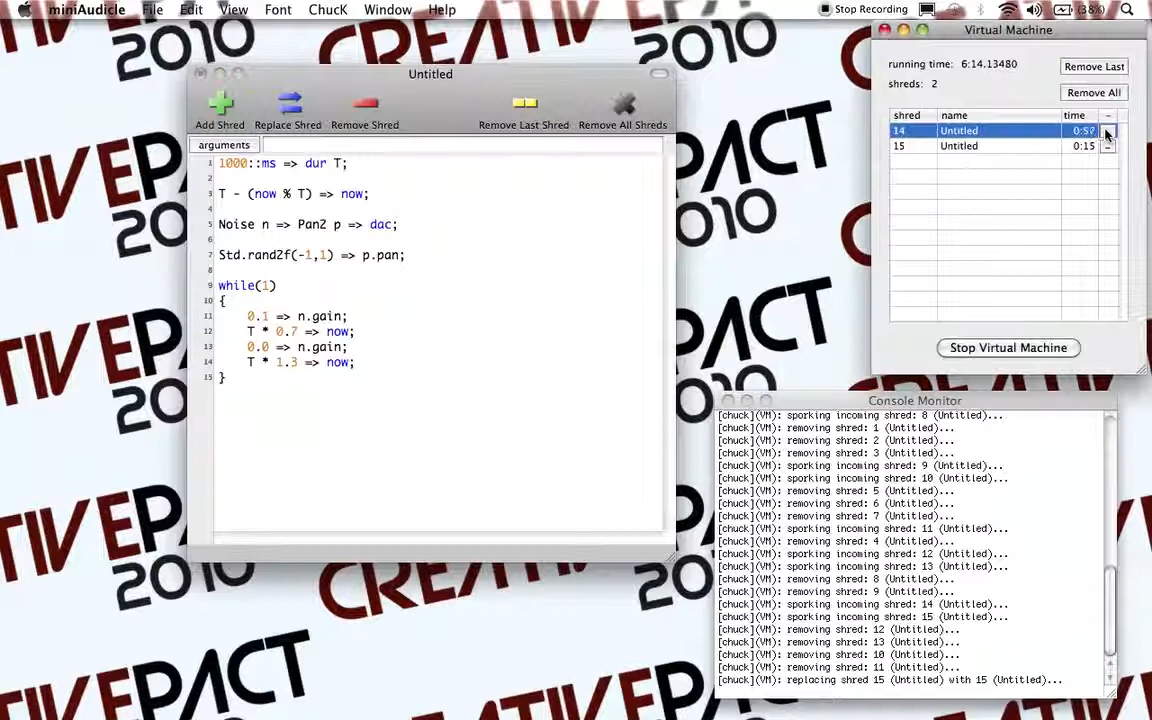 miniAudicle File Edit View Font ChucK Window Help Stop Recording (38%)
CREATIVEPACT
2010
Untitled
Add Shred Replace Shred Remove Shred Remove Last Shred Remove All Shreds
arguments
1 1000::ms => dur T;
2
3 T - (now % T) => now;
4
5 Noise n => Pan2 p => dac;
6
7 Std.rand2f(-1,1) => p.pan;
8
9 while(1)
10 {
11 0.1 => n.gain;
12 T * 0.7 => now;
13 0.0 => n.gain;
14 T * 1.3 => now;
15 }
Virtual Machine
running time: 6:14.13480 Remove Last
shreds: 2
Remove All
shred name time -
14 Untitled
15 Untitled 0:15 -
Stop Virtual Machine
Console Monitor
[chuck](VM): sporking incoming shred: 8 (Untitled)...
[chuck](VM): removing shred: 1 (Untitled)...
[chuck](VM): removing shred: 2 (Untitled)...
[chuck](VM): removing shred: 3 (Untitled)...
[chuck](VM): sporking incoming shred: 9 (Untitled)...
[chuck](VM): sporking incoming shred: 10 (Untitled)...
[chuck](VM): removing shred: 5 (Untitled)...
[chuck](VM): removing shred: 6 (Untitled)...
[chuck](VM): removing shred: 7 (Untitled)...
[chuck](VM): sporking incoming shred: 11 (Untitled)...
[chuck](VM): removing shred: 4 (Untitled)...
[chuck](VM): sporking incoming shred: 12 (Untitled)...
[chuck](VM): sporking incoming shred: 13 (Untitled)...
[chuck](VM): removing shred: 8 (Untitled)...
[chuck](VM): removing shred: 9 (Untitled)...
[chuck](VM): sporking incoming shred: 14 (Untitled)...
[chuck](VM): sporking incoming shred: 15 (Untitled)...
[chuck](VM): removing shred: 12 (Untitled)...
[chuck](VM): removing shred: 13 (Untitled)...
[chuck](VM): removing shred: 10 (Untitled)...
[chuck](VM): removing shred: 11 (Untitled)...
[chuck](VM): replacing shred 15 (Untitled) with 15 (Untitled)...